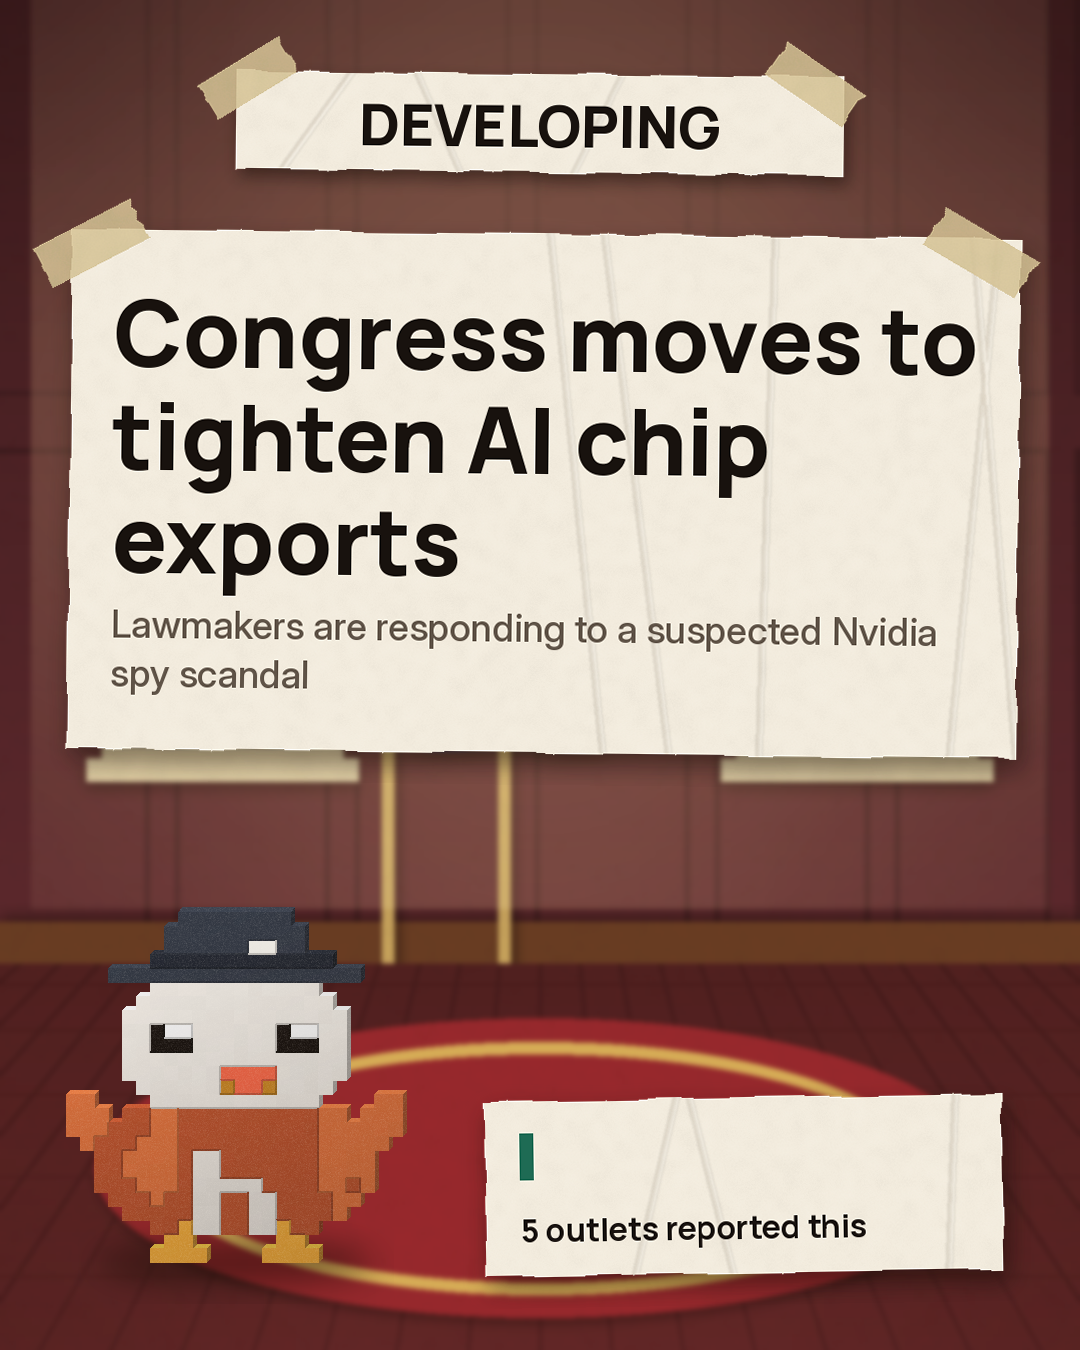 DEVELOPING
Congress moves to
tighten AI chip
exports
Lawmakers are responding to a suspected Nvidia
spy scandal
h
5 outlets reported this